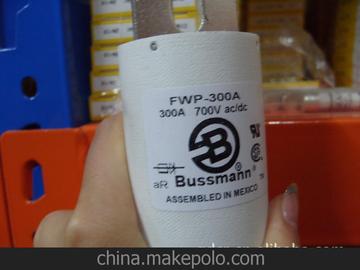 FWP-300A
300A 700V ac/dc
B
®
aR Bussmann®
ASSEMBLED IN MEXICO
china.makepolo.com